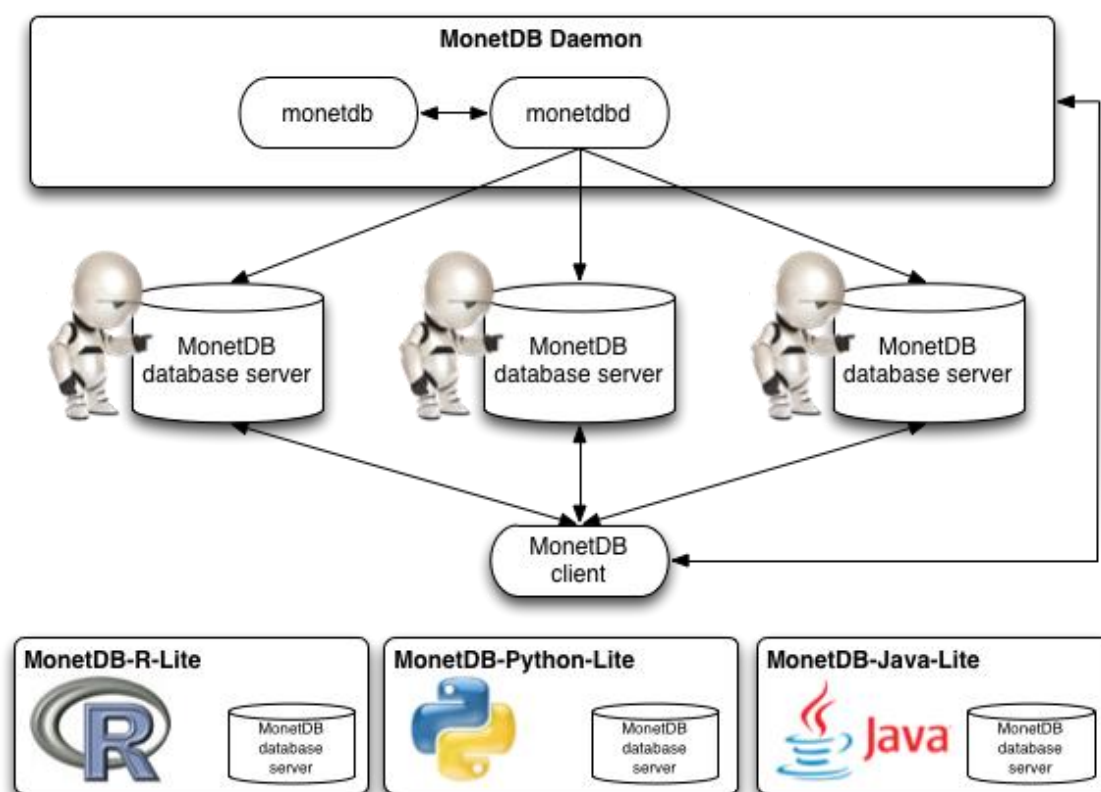 MonetDB Daemon
monetdb
monetdbd
MonetDB
database server
MonetDB
database server
MonetDB
database server
MonetDB
client
MonetDB-R-Lite
R
MonetDB
database
server
MonetDB-Python-Lite
MonetDB
database
server
MonetDB-Java-Lite
Java
MonetDB
database
server